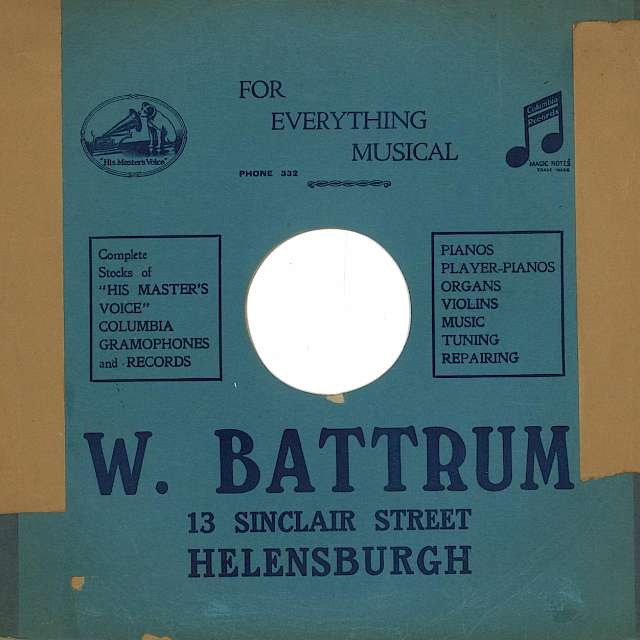 FOR
EVERYTHING
MUSICAL
PHONE 332
"His Master's Voice"
Columbia
Records
MAGIC NOTES
TRADE MARK
Complete
Stocks of
"HIS MASTER'S
VOICE"
COLUMBIA
GRAMOPHONES
and RECORDS
PIANOS
PLAYER-PIANOS
ORGANS
VIOLINS
MUSIC
TUNING
REPAIRING
W. BATTRUM
13 SINCLAIR STREET
HELENSBURGH